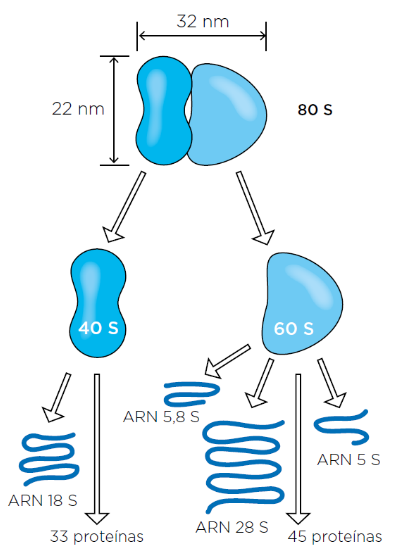 32 nm
22 nm
80 S
40 S
60 S
ARN 5,8 S
ARN 5 S
ARN 18 S
ARN 28 S
33 proteínas
45 proteínas